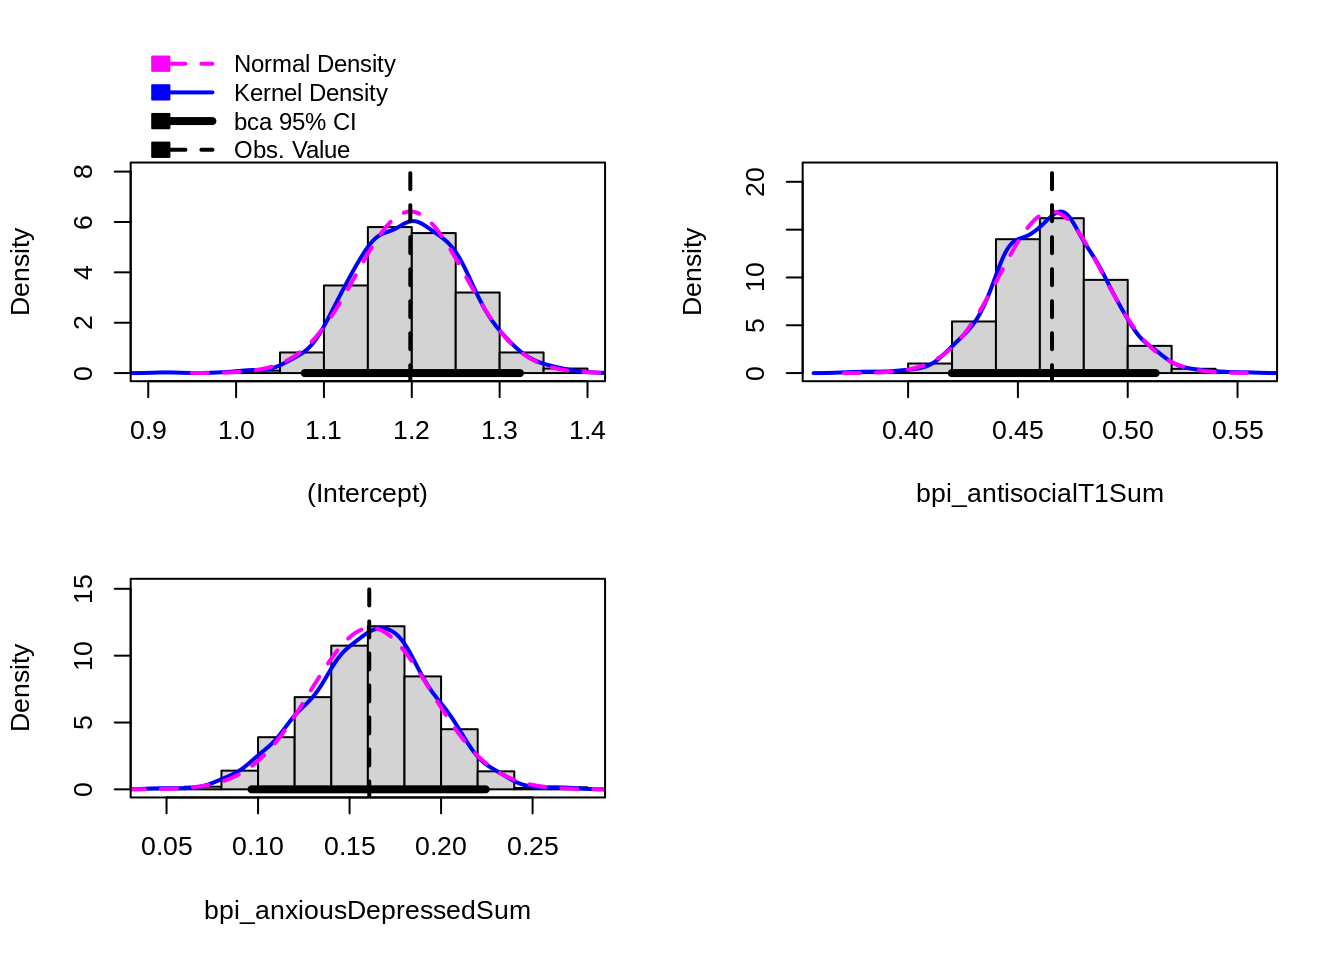 Normal Density
Kernel Density
bca 95% CI
Obs. Value
Density
0 2 4 6 8
0.9 1.0 1.1 1.2 1.3 1.4
(Intercept)
Density
0 5 10 20
0.40 0.45 0.50 0.55
bpi_antisocialT1Sum
Density
0 5 10 15
0.05 0.10 0.15 0.20 0.25
bpi_anxiousDepressedSum